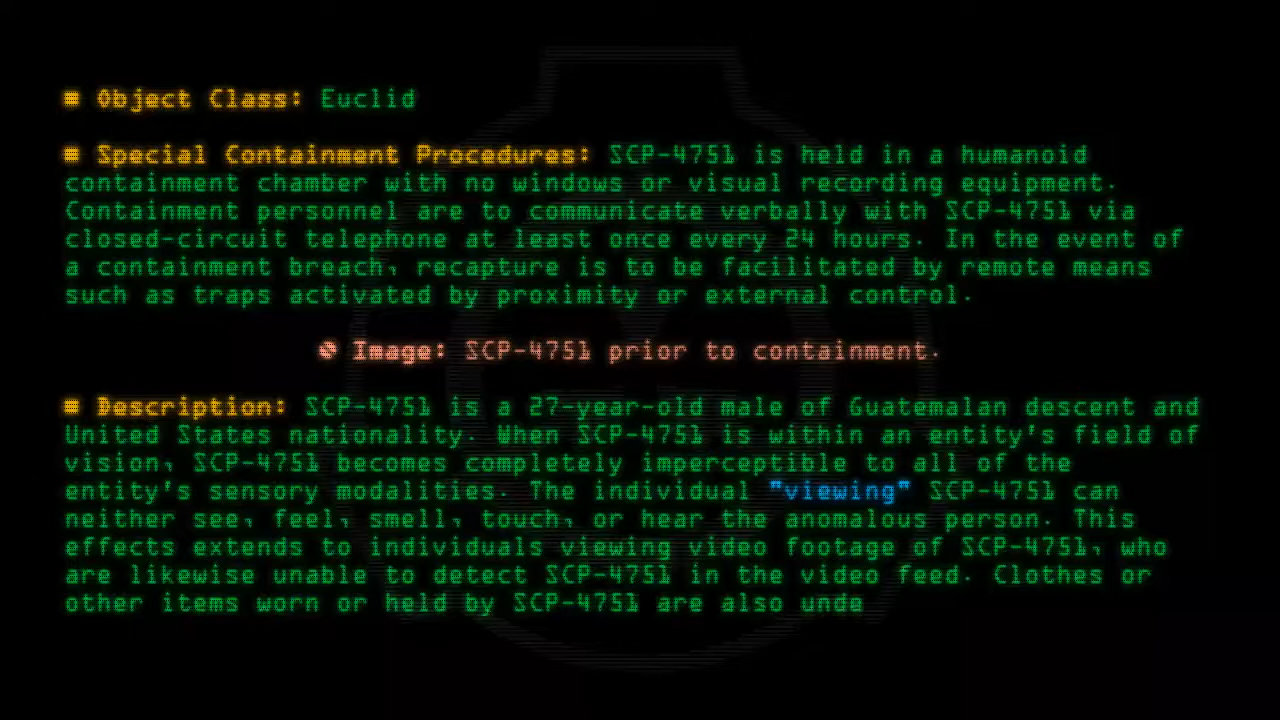 ■ Object Class: Euclid
■ Special Containment Procedures: SCP-4751 is held in a humanoid
containment chamber with no windows or visual recording equipment.
Containment personnel are to communicate verbally with SCP-4751 via
closed-circuit telephone at least once every 24 hours. In the event of
a containment breach, recapture is to be facilitated by remote means
such as traps activated by proximity or external control.
Image: SCP-4751 prior to containment.
■ Description: SCP-4751 is a 27-year-old male of Guatemalan descent and
United States nationality. When SCP-4751 is within an entity's field of
vision, SCP-4751 becomes completely imperceptible to all of the
entity's sensory modalities. The individual "viewing" SCP-4751 can
neither see, feel, smell, touch, or hear the anomalous person. This
effects extends to individuals viewing video footage of SCP-4751, who
are likewise unable to detect SCP-4751 in the video feed. Clothes or
other items worn or held by SCP-4751 are also unde